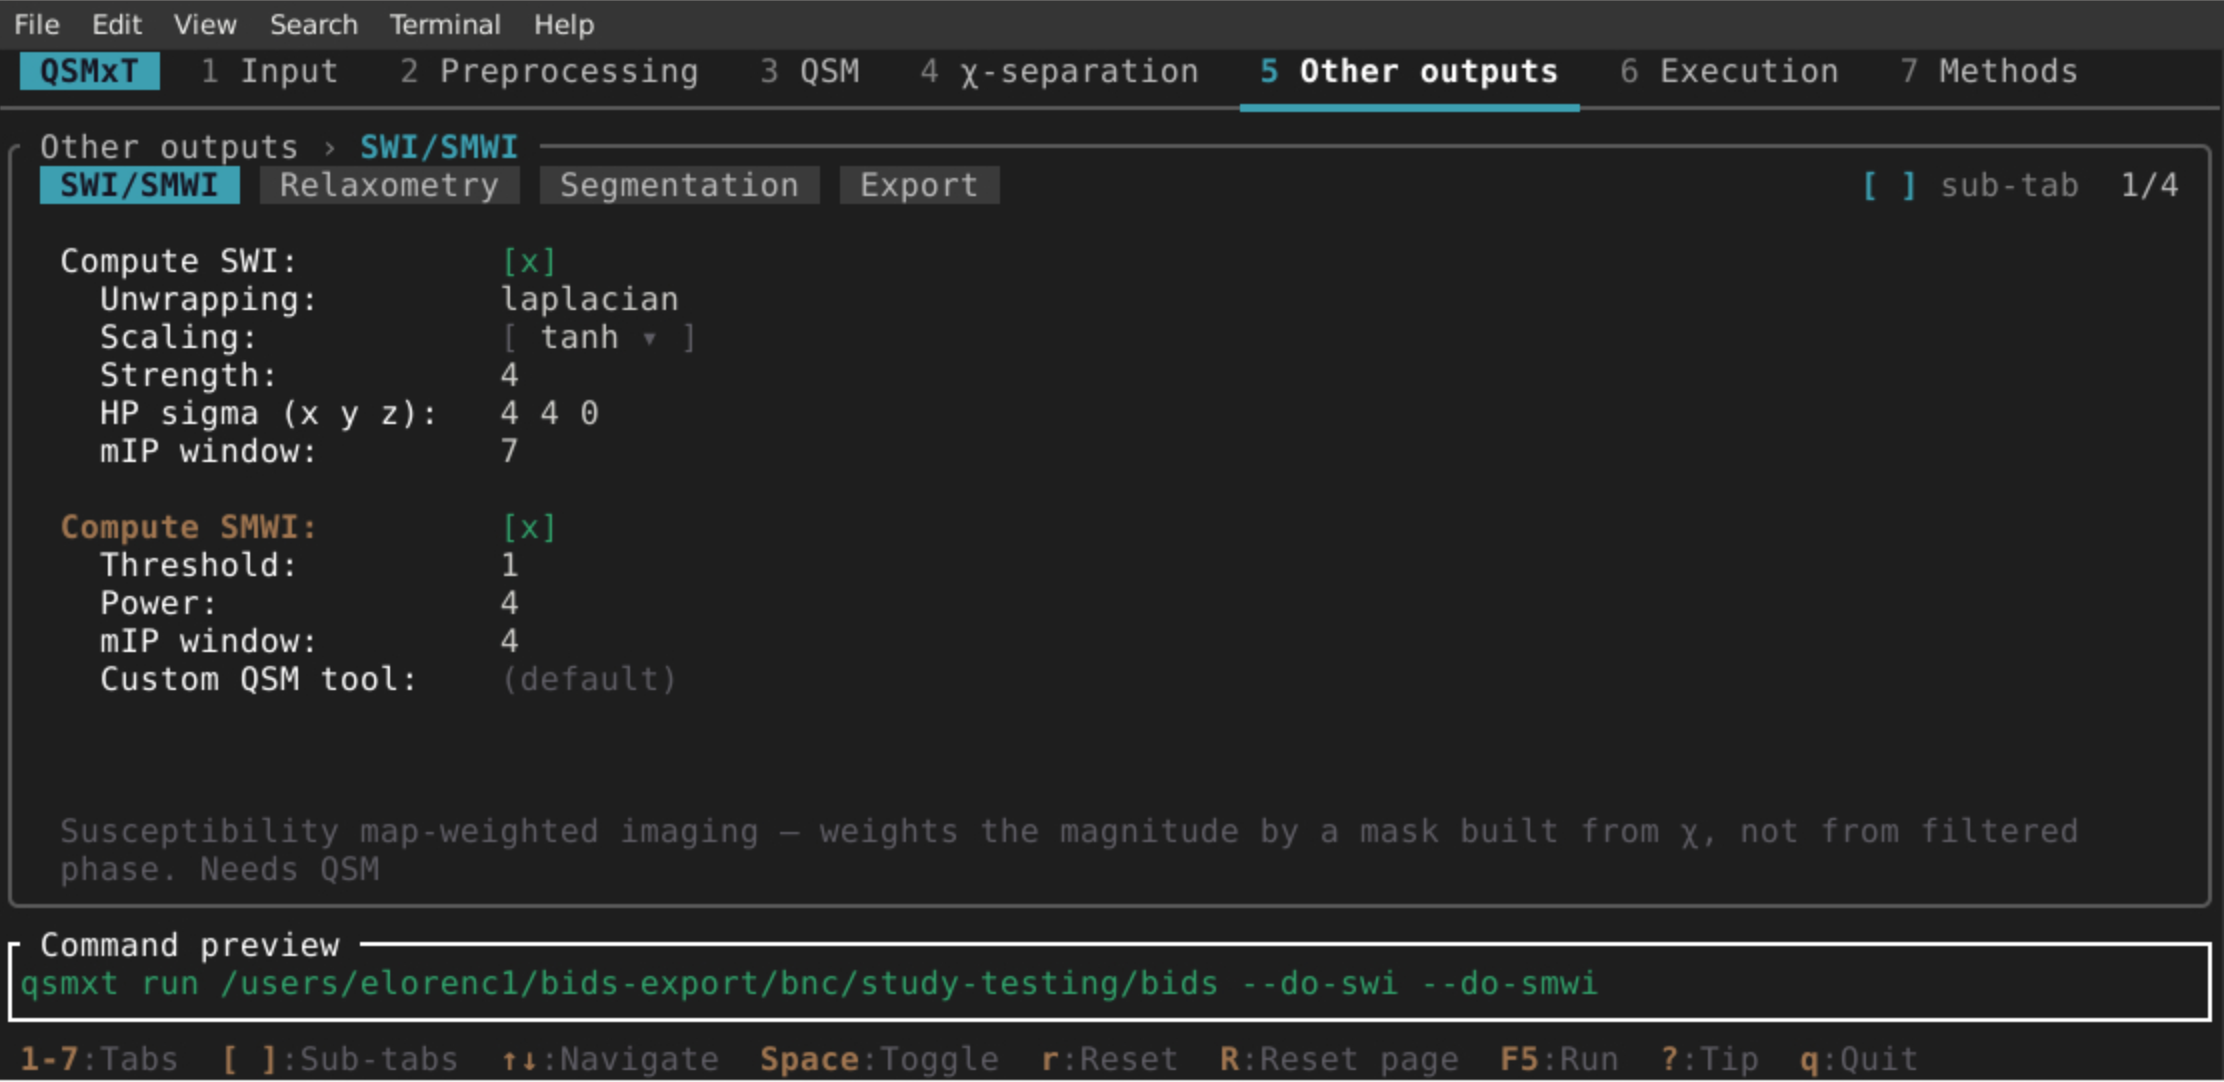 File Edit View Search Terminal Help
QSMxT 1 Input 2 Preprocessing 3 QSM 4 χ-separation 5 Other outputs 6 Execution 7 Methods
Other outputs › SWI/SMWI
SWI/SMWI Relaxometry Segmentation Export [ ] sub-tab 1/4
Compute SWI: [x]
Unwrapping: laplacian
Scaling: [ tanh ▾ ]
Strength: 4
HP sigma (x y z): 4 4 0
mIP window: 7
Compute SMWI: [x]
Threshold: 1
Power: 4
mIP window: 4
Custom QSM tool: (default)
Susceptibility map-weighted imaging — weights the magnitude by a mask built from χ, not from filtered
phase. Needs QSM
Command preview
qsmxt run /users/elorenc1/bids-export/bnc/study-testing/bids --do-swi --do-smwi
1-7:Tabs [ ]:Sub-tabs ↑↓:Navigate Space:Toggle r:Reset R:Reset page F5:Run ?:Tip q:Quit